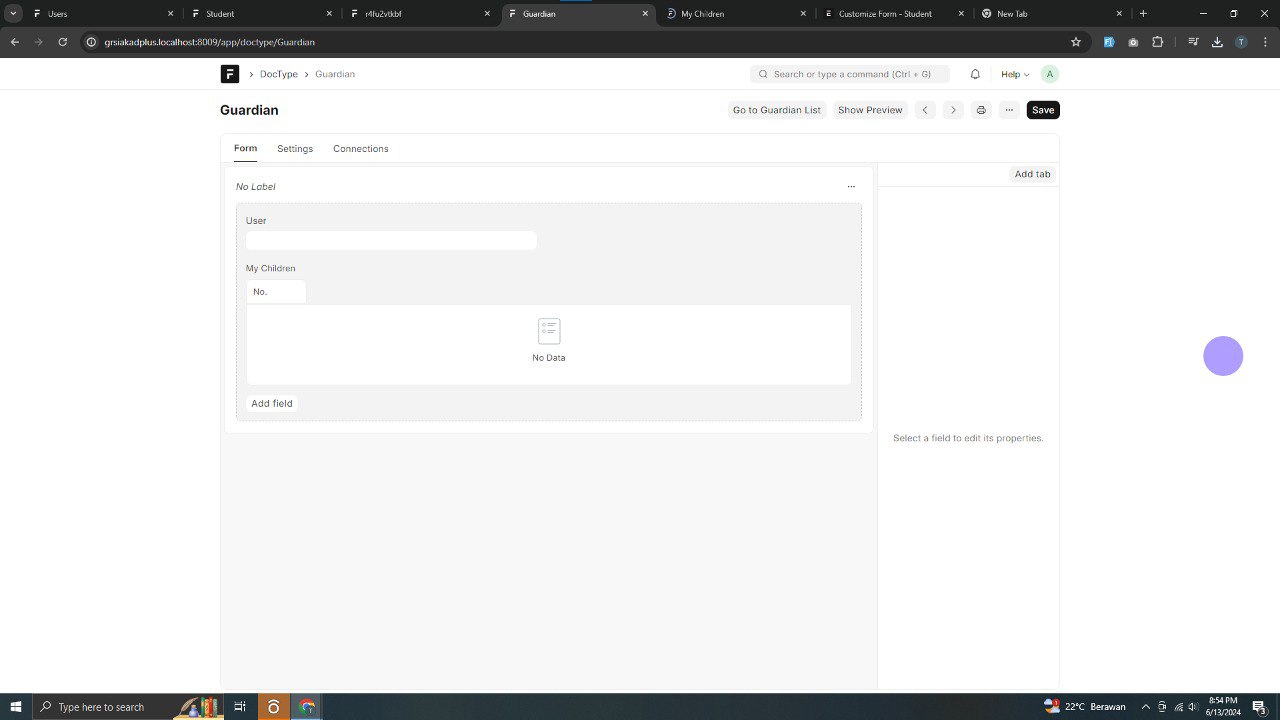 Users
Student
r4fu2vtkbf
Guardian
My Children
Customize Form - Student
New Tab
grsiakadplus.localhost:8009/app/doctype/Guardian
DocType
Guardian
Search or type a command (Ctrl + G)
Help
A
Guardian
Go to Guardian List
Show Preview
Save
Form
Settings
Connections
Add tab
No Label
User
My Children
No.
No Data
Add field
Select a field to edit its properties.
Type here to search
22°C Berawan
8:54 PM
6/13/2024